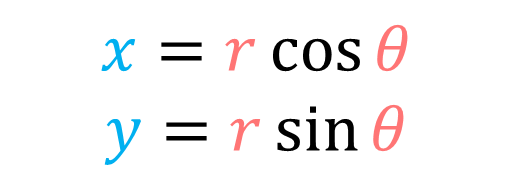 x = r cos θ
y = r sin θ